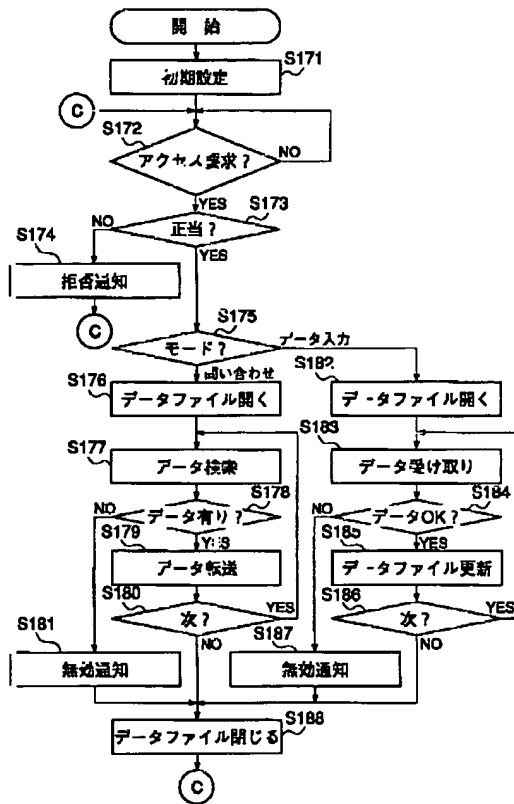 開 始
S171
初期設定
C
S172
アクセス要求？
NO
YES
S173
正当？
NO
YES
S174
拒否通知
C
S175
モード？
データ入力
問い合わせ
S176
データファイル開く
S182
データファイル開く
S177
データ検索
S183
データ受け取り
S178
データ有り？
NO
YES
S184
データOK？
NO
YES
S179
データ転送
S185
データファイル更新
S180
次？
YES
NO
S186
次？
YES
NO
S181
無効通知
S187
無効通知
S188
データファイル閉じる
C